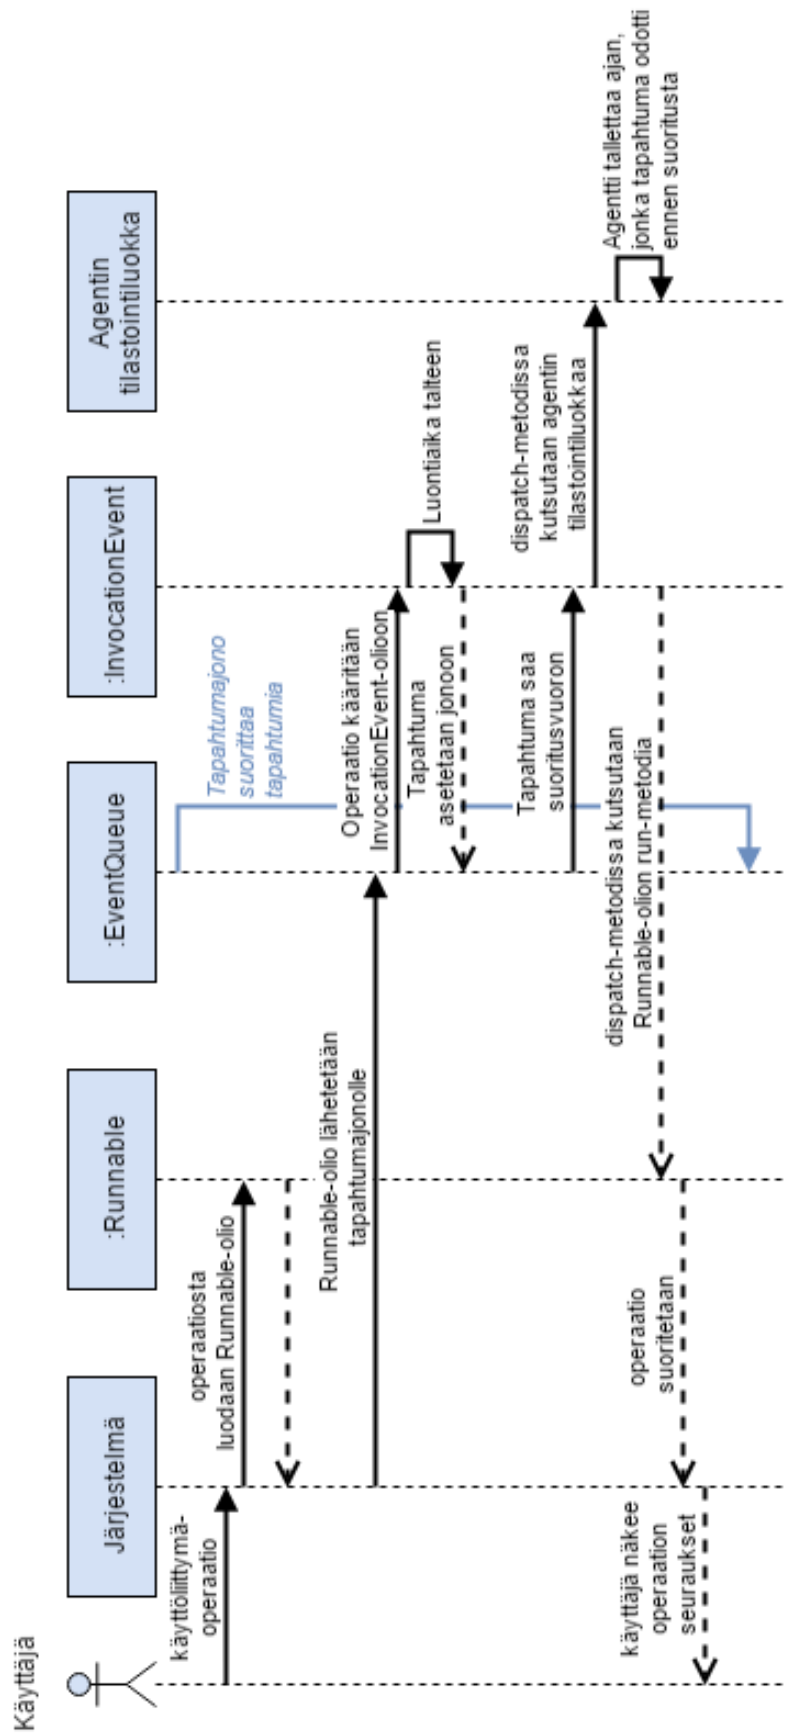 Käyttäjä
Järjestelmä
:Runnable
:EventQueue
:InvocationEvent
Agentin
tilastointiluokka
käyttöliittymä-
operaatio
operaatiosta
luodaan Runnable-olio
Tapahtumajono
suorittaa
tapahtumia
Runnable-olio lähetetään
tapahtumajonolle
Operaatio kääritään
InvocationEvent-olioon
Luontiaika talteen
Tapahtuma
asetetaan jonoon
Tapahtuma saa
suoritusvuoron
dispatch-metodissa
kutsutaan agentin
tilastointiluokkaa
Agentti tallettaa ajan,
jonka tapahtuma odotti
ennen suoritusta
dispatch-metodissa kutsutaan
Runnable-olion run-metodia
operaatio
suoritetaan
käyttäjä näkee
operaation
seuraukset